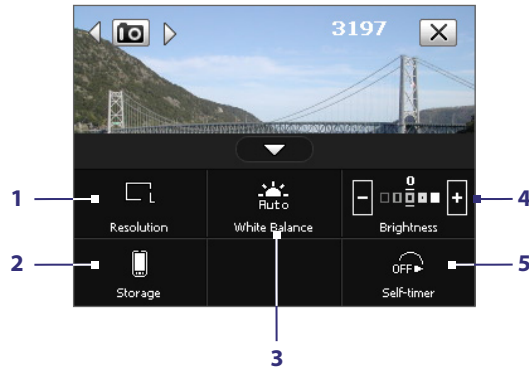 3197
1
L
Auto
0
4
Resolution
White Balance
Brightness
2
OFF
5
Storage
Self-timer
3